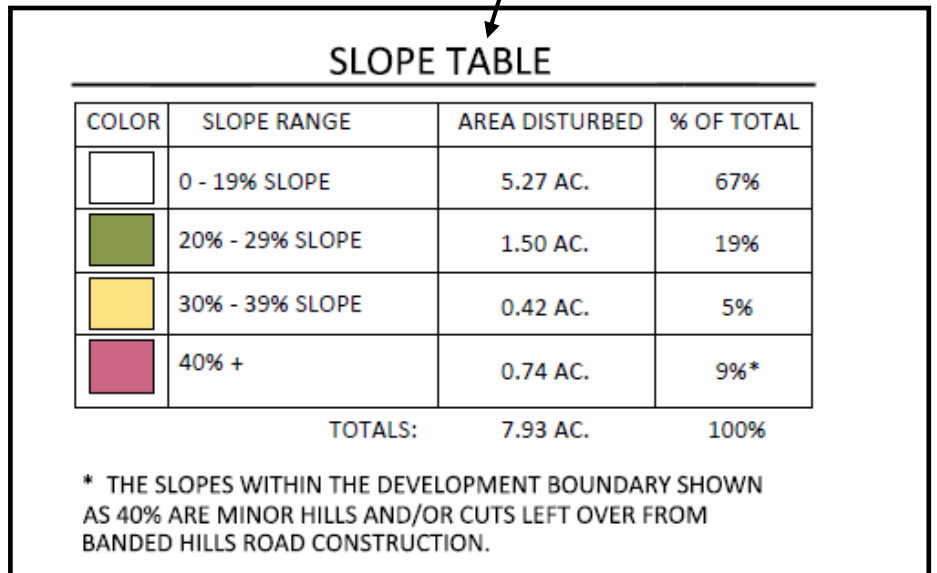 SLOPE TABLE
COLOR SLOPE RANGE AREA DISTURBED % OF TOTAL
0 - 19% SLOPE 5.27 AC. 67%
20% - 29% SLOPE 1.50 AC. 19%
30% - 39% SLOPE 0.42 AC. 5%
40% + 0.74 AC. 9%*
TOTALS: 7.93 AC. 100%
* THE SLOPES WITHIN THE DEVELOPMENT BOUNDARY SHOWN
AS 40% ARE MINOR HILLS AND/OR CUTS LEFT OVER FROM
BANDED HILLS ROAD CONSTRUCTION.